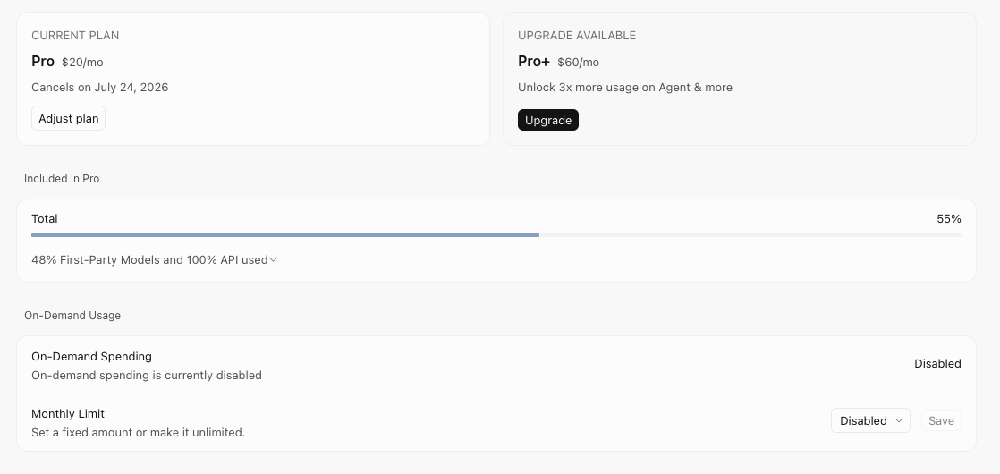 CURRENT PLAN
Pro $20/mo
Cancels on July 24, 2026
Adjust plan
UPGRADE AVAILABLE
Pro+ $60/mo
Unlock 3x more usage on Agent & more
Upgrade
Included in Pro
Total 55%
48% First-Party Models and 100% API used
On-Demand Usage
On-Demand Spending
On-demand spending is currently disabled
Disabled
Monthly Limit
Set a fixed amount or make it unlimited.
Disabled Save